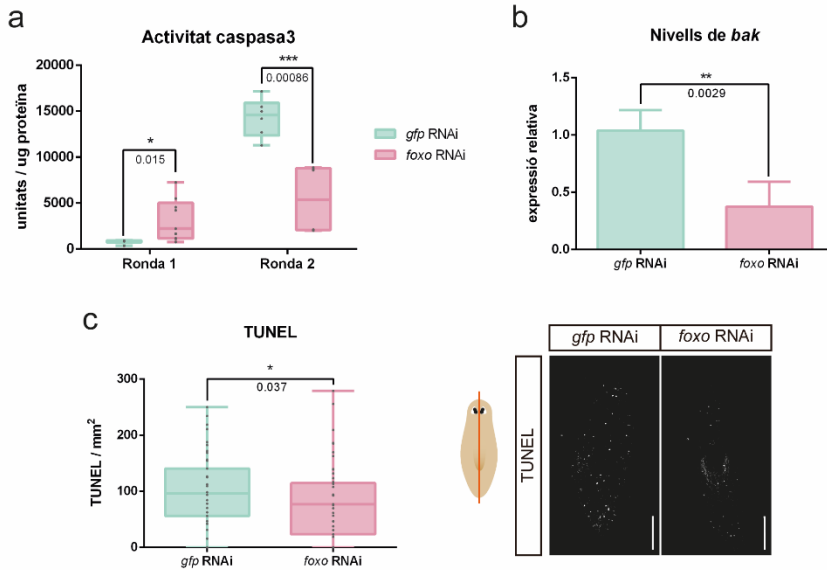 a
Activitat caspasa3
unitats / ug proteïna
20000
15000
10000
5000
0
*
0.015
***
0.00086
Ronda 1
Ronda 2
gfp RNAi
foxo RNAi
b
Nivells de bak
expressió relativa
1.5
1.0
0.5
0.0
**
0.0029
gfp RNAi
foxo RNAi
c
TUNEL
TUNEL / mm²
300
200
100
0
*
0.037
gfp RNAi
foxo RNAi
gfp RNAi
foxo RNAi
TUNEL